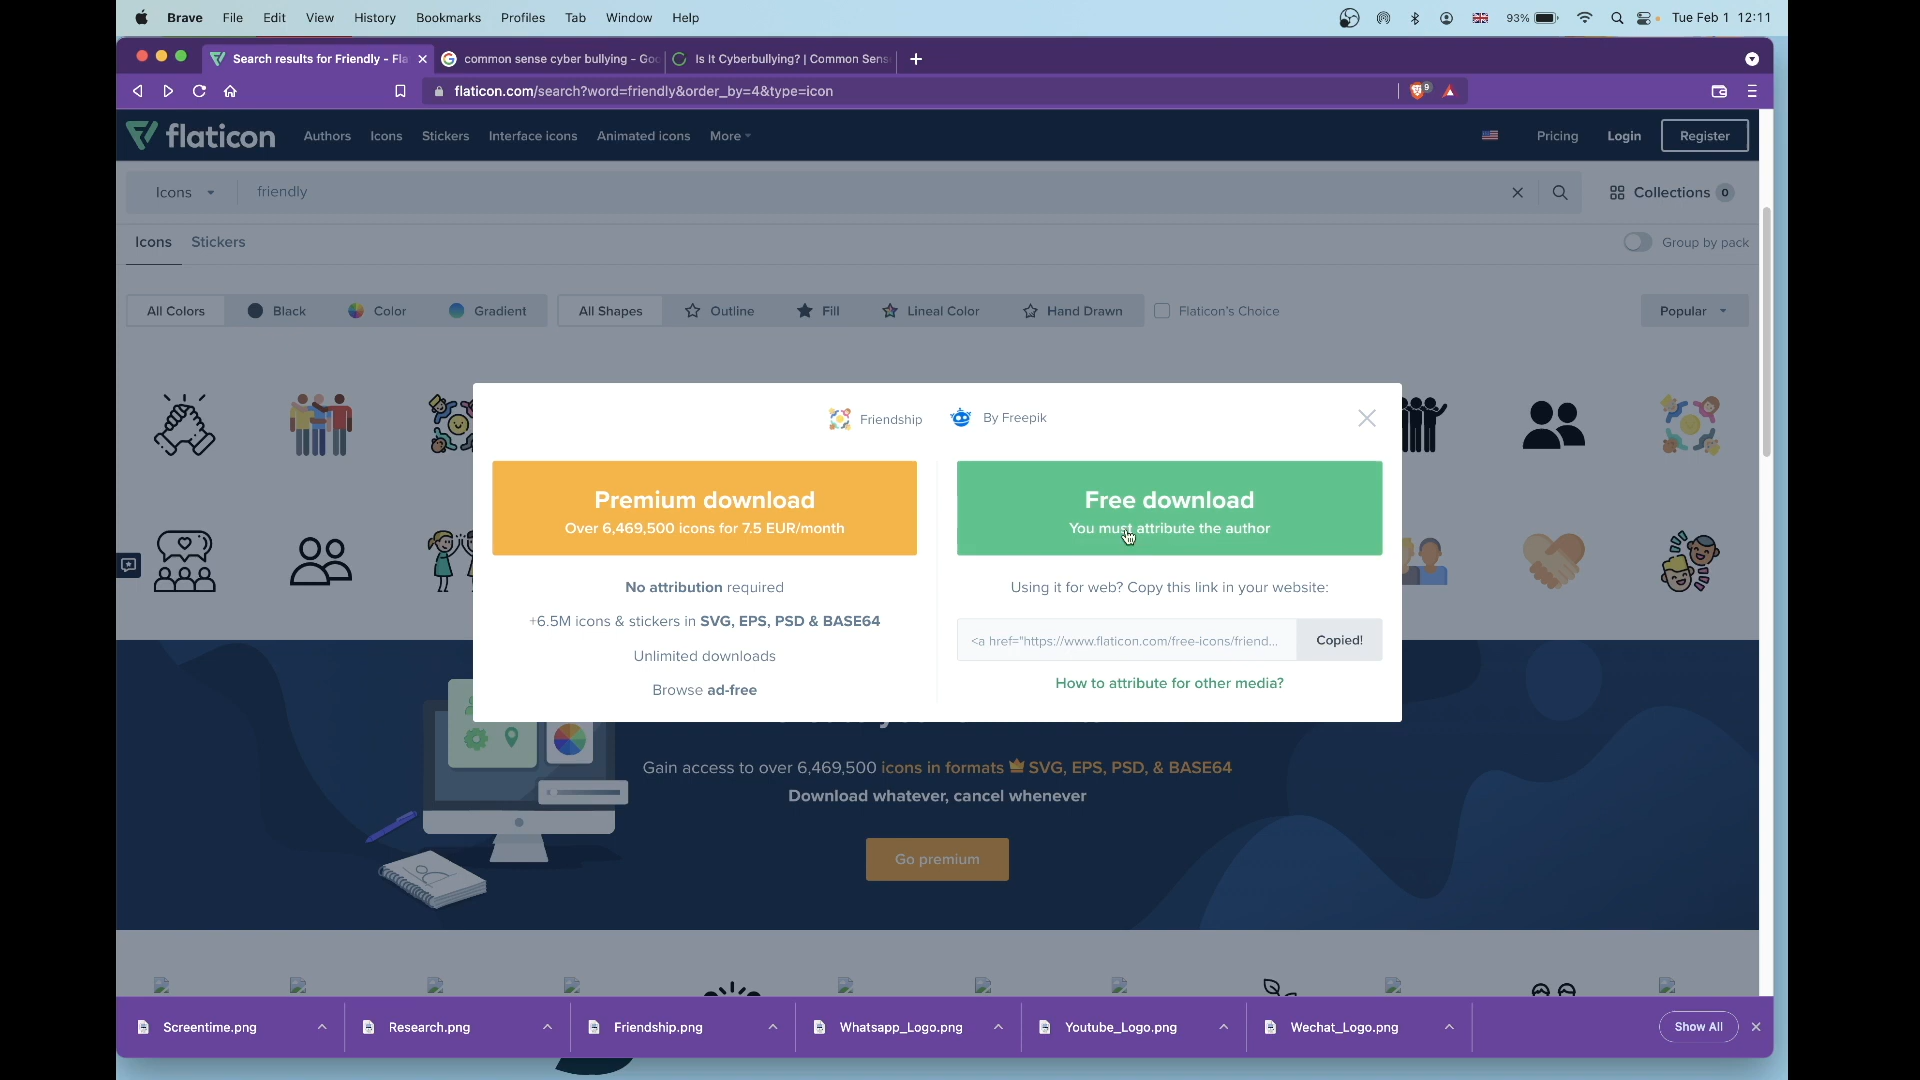 Brave File Edit View History Bookmarks Profiles Tab Window Help 93% Tue Feb 1 12:11
Search results for Friendly - Fla common sense cyber bullying - Goo Is It Cyberbullying? | Common Sens
flaticon.com/search?word=friendly&order_by=4&type=icon 9
flaticon Authors Icons Stickers Interface icons Animated icons More Pricing Login Register
Icons friendly Collections 0
Icons Stickers Group by pack
All Colors Black Color Gradient All Shapes Outline Fill Lineal Color Hand Drawn Flaticon's Choice Popular
Friendship By Freepik
Premium download
Over 6,469,500 icons for 7.5 EUR/month
No attribution required
+6.5M icons & stickers in SVG, EPS, PSD & BASE64
Unlimited downloads
Browse ad-free
Free download
You must attribute the author
Using it for web? Copy this link in your website:
<a href="https://www.flaticon.com/free-icons/friend... Copied!
How to attribute for other media?
Gain access to over 6,469,500 icons in formats SVG, EPS, PSD, & BASE64
Download whatever, cancel whenever
Go premium
Screentime.png Research.png Friendship.png Whatsapp_Logo.png Youtube_Logo.png Wechat_Logo.png Show All